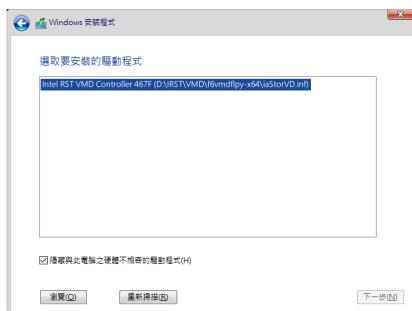 Windows 安裝程式
選取要安裝的驅動程式
Intel RST VMD Controller 467F (D:\IRST\VMD\f6vmdflpy-x64\iaStorVD.inf)
隱藏與此電腦之硬體不相容的驅動程式(H)
瀏覽(O)
重新掃描(R)
下一步(N)